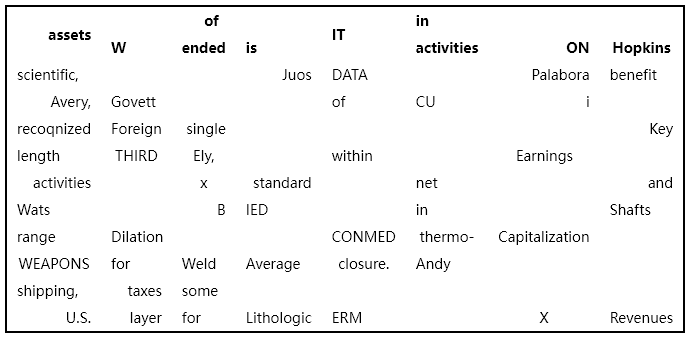 assets W of ended is IT in activities ON Hopkins
scientific, Juos DATA Palabora benefit
Avery, Govett of CU i
recoqnized Foreign single Key
length THIRD Ely, within Earnings
activities x standard net and
Wats B IED in Shafts
range Dilation CONMED thermo- Capitalization
WEAPONS for Weld Average closure. Andy
shipping, taxes some
U.S. layer for Lithologic ERM X Revenues